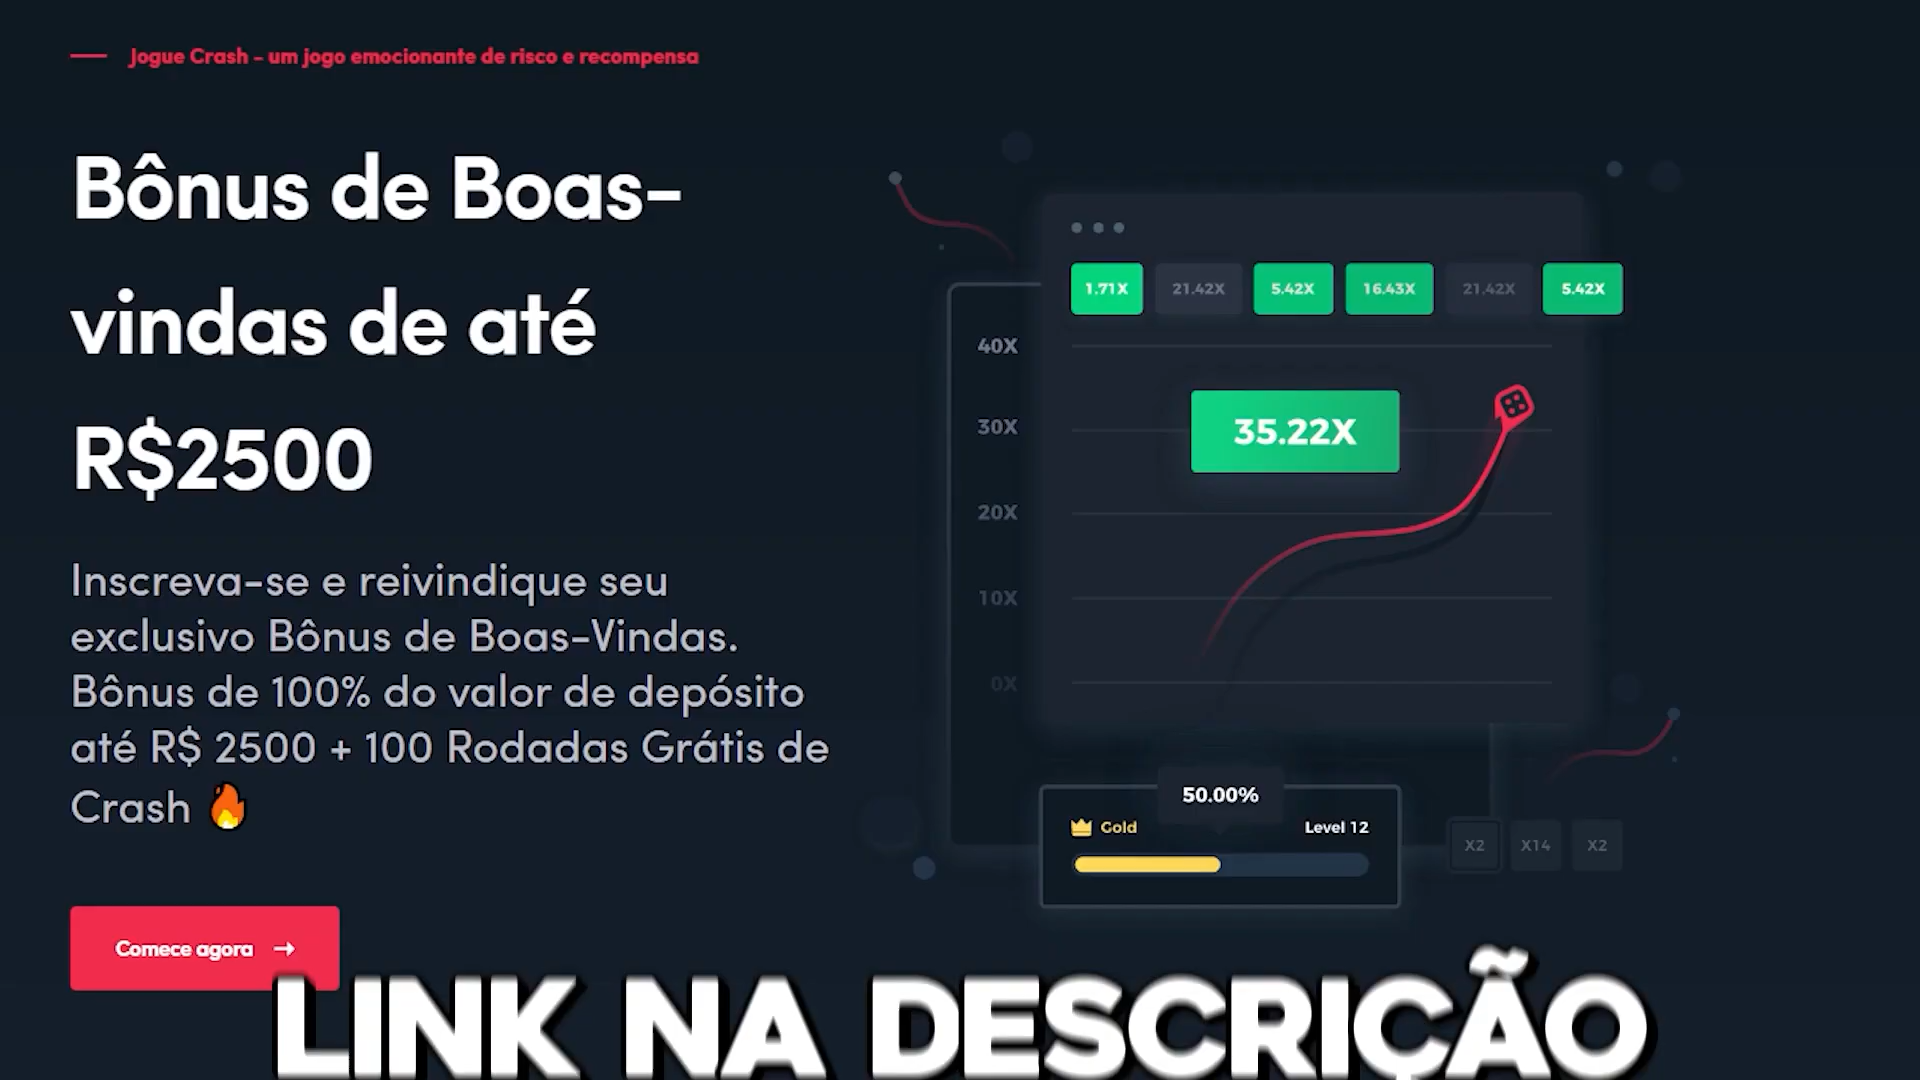 Jogue Crash - um jogo emocionante de risco e recompensa
Bônus de Boas-
vindas de até
R$2500
Inscreva-se e reivindique seu
exclusivo Bônus de Boas-Vindas.
Bônus de 100% do valor de depósito
até R$ 2500 + 100 Rodadas Grátis de
Crash 🔥
Comece agora →
1.71X 21.42X 5.42X 16.43X 21.42X 5.42X
40X
35.22X
30X
20X
10X
0X
50.00%
Gold Level 12
X2 X14 X2
LINK NA DESCRIÇÃO